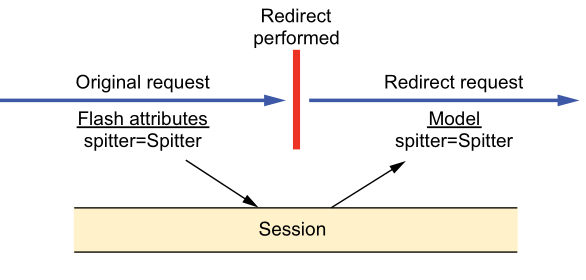 Redirect
performed
Original request
Redirect request
Flash attributes
spitter=Spitter
Model
spitter=Spitter
Session